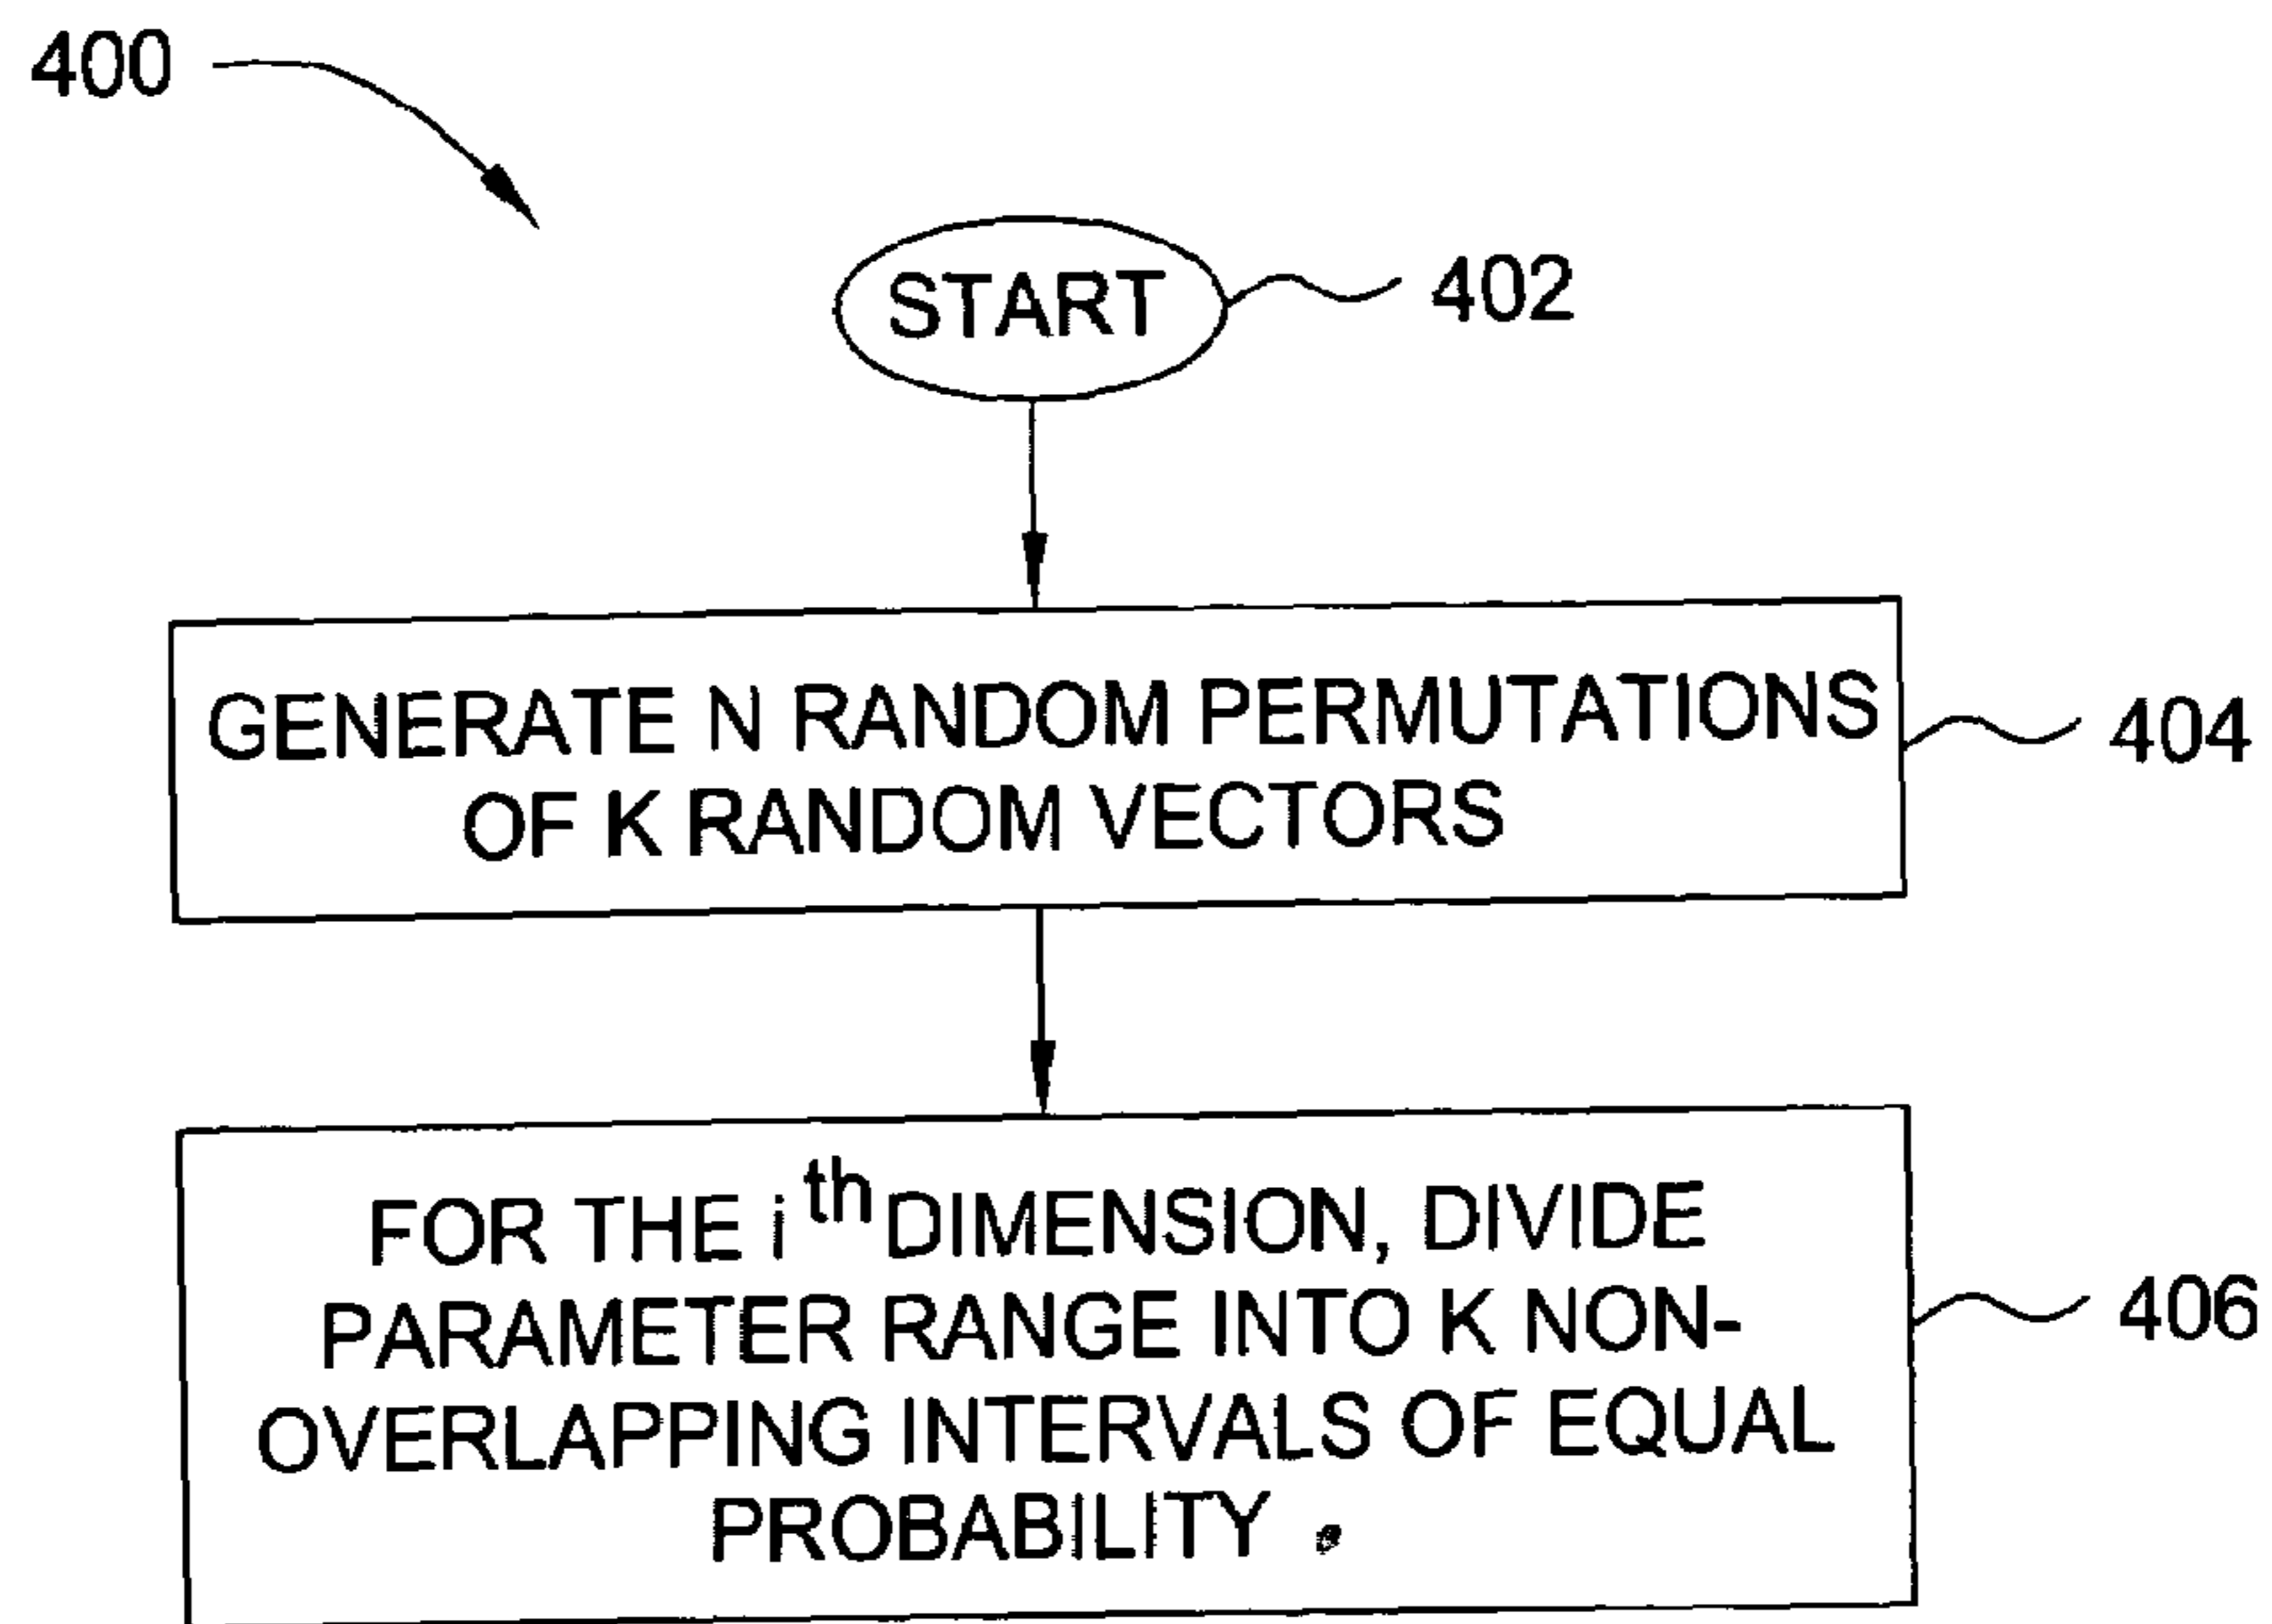 400
START
402
GENERATE N RANDOM PERMUTATIONS
OF K RANDOM VECTORS
404
FOR THE i th DIMENSION, DIVIDE
PARAMETER RANGE INTO K NON-
OVERLAPPING INTERVALS OF EQUAL
PROBABILITY
406